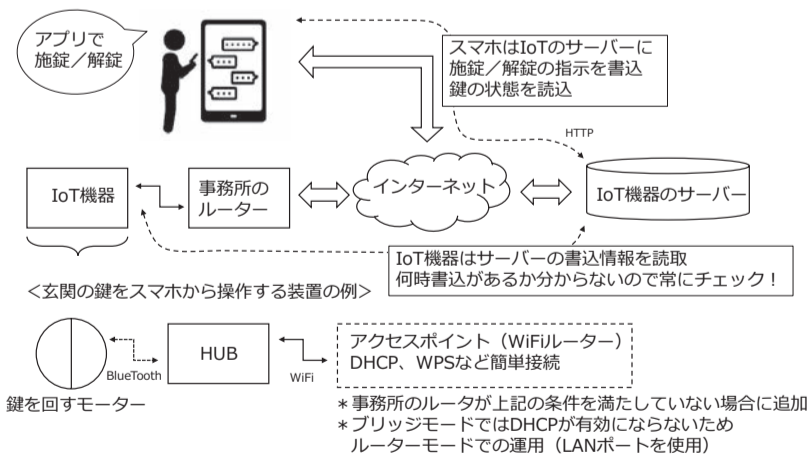 アプリで
施錠／解錠
スマホはIoTのサーバーに
施錠／解錠の指示を書込
鍵の状態を読込
HTTP
IoT機器
事務所の
ルーター
インターネット
IoT機器のサーバー
IoT機器はサーバーの書込情報を読取
何時書込があるか分からないので常にチェック！
＜玄関の鍵をスマホから操作する装置の例＞
BlueTooth
HUB
WiFi
アクセスポイント（WiFiルーター）
DHCP、WPSなど簡単接続
鍵を回すモーター
＊事務所のルータが上記の条件を満たしていない場合に追加
＊ブリッジモードではDHCPが有効にならないため
ルーターモードでの運用（LANポートを使用）